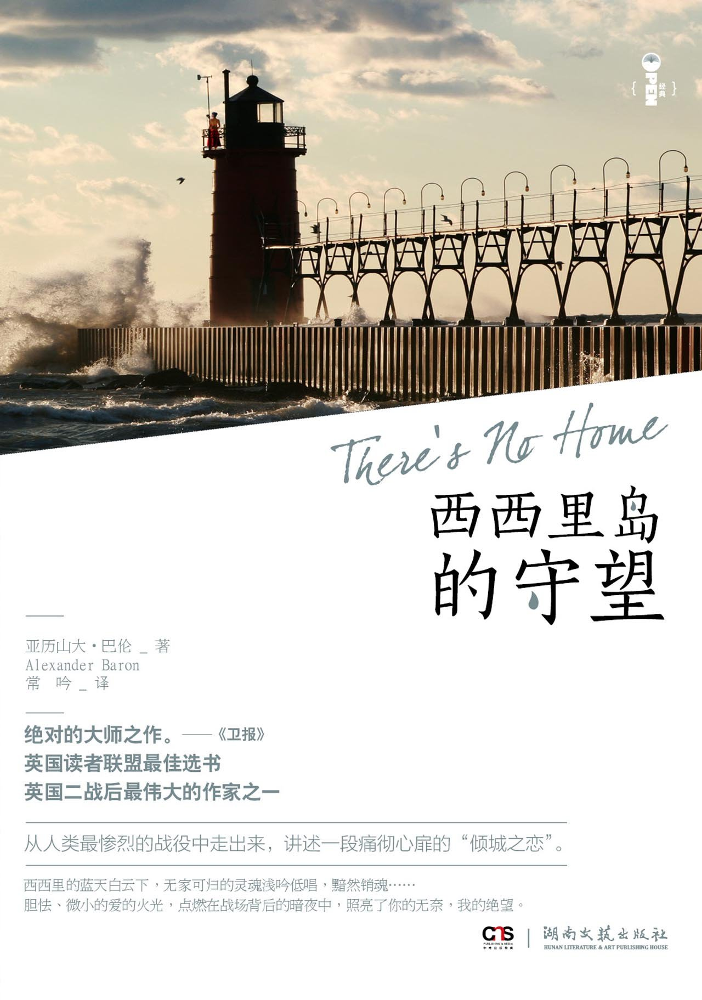 OPEN
{经典}
There's No Home
西西里岛
的守望
亚历山大·巴伦 _ 著
Alexander Baron
常 吟 _ 译
绝对的大师之作。——《卫报》
英国读者联盟最佳选书
英国二战后最伟大的作家之一
从人类最惨烈的战役中走出来，讲述一段痛彻心扉的“倾城之恋”。
西西里的蓝天白云下，无家可归的灵魂浅吟低唱，黯然销魂……
胆怯、微小的爱的火光，点燃在战场背后的暗夜中，照亮了你的无奈，我的绝望。
CNS
PUBLISHING & MEDIA
中南出版传媒
湖南文艺出版社
HUNAN LITERATURE & ART PUBLISHING HOUSE